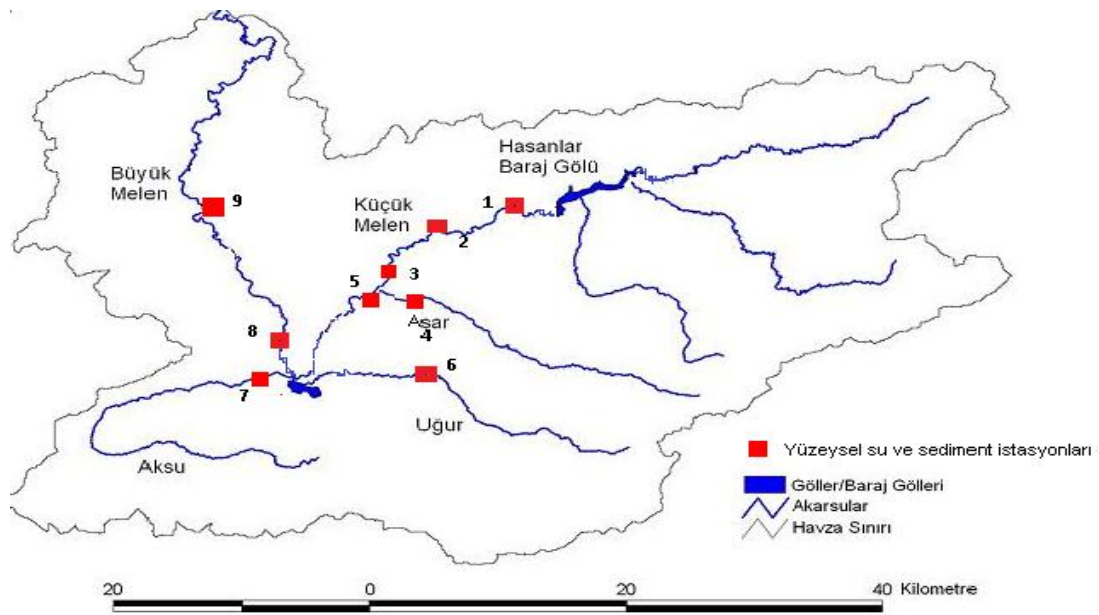 Hasanlar
Baraj Gölü
Büyük
Melen
9
1
Küçük
Melen
2
5
3
Asar
4
8
6
7
Uğur
Aksu
Yüzeysel su ve sediment istasyonları
Göller/Baraj Gölleri
Akarsular
Havza Sınırı
20 0 20 40 Kilometre